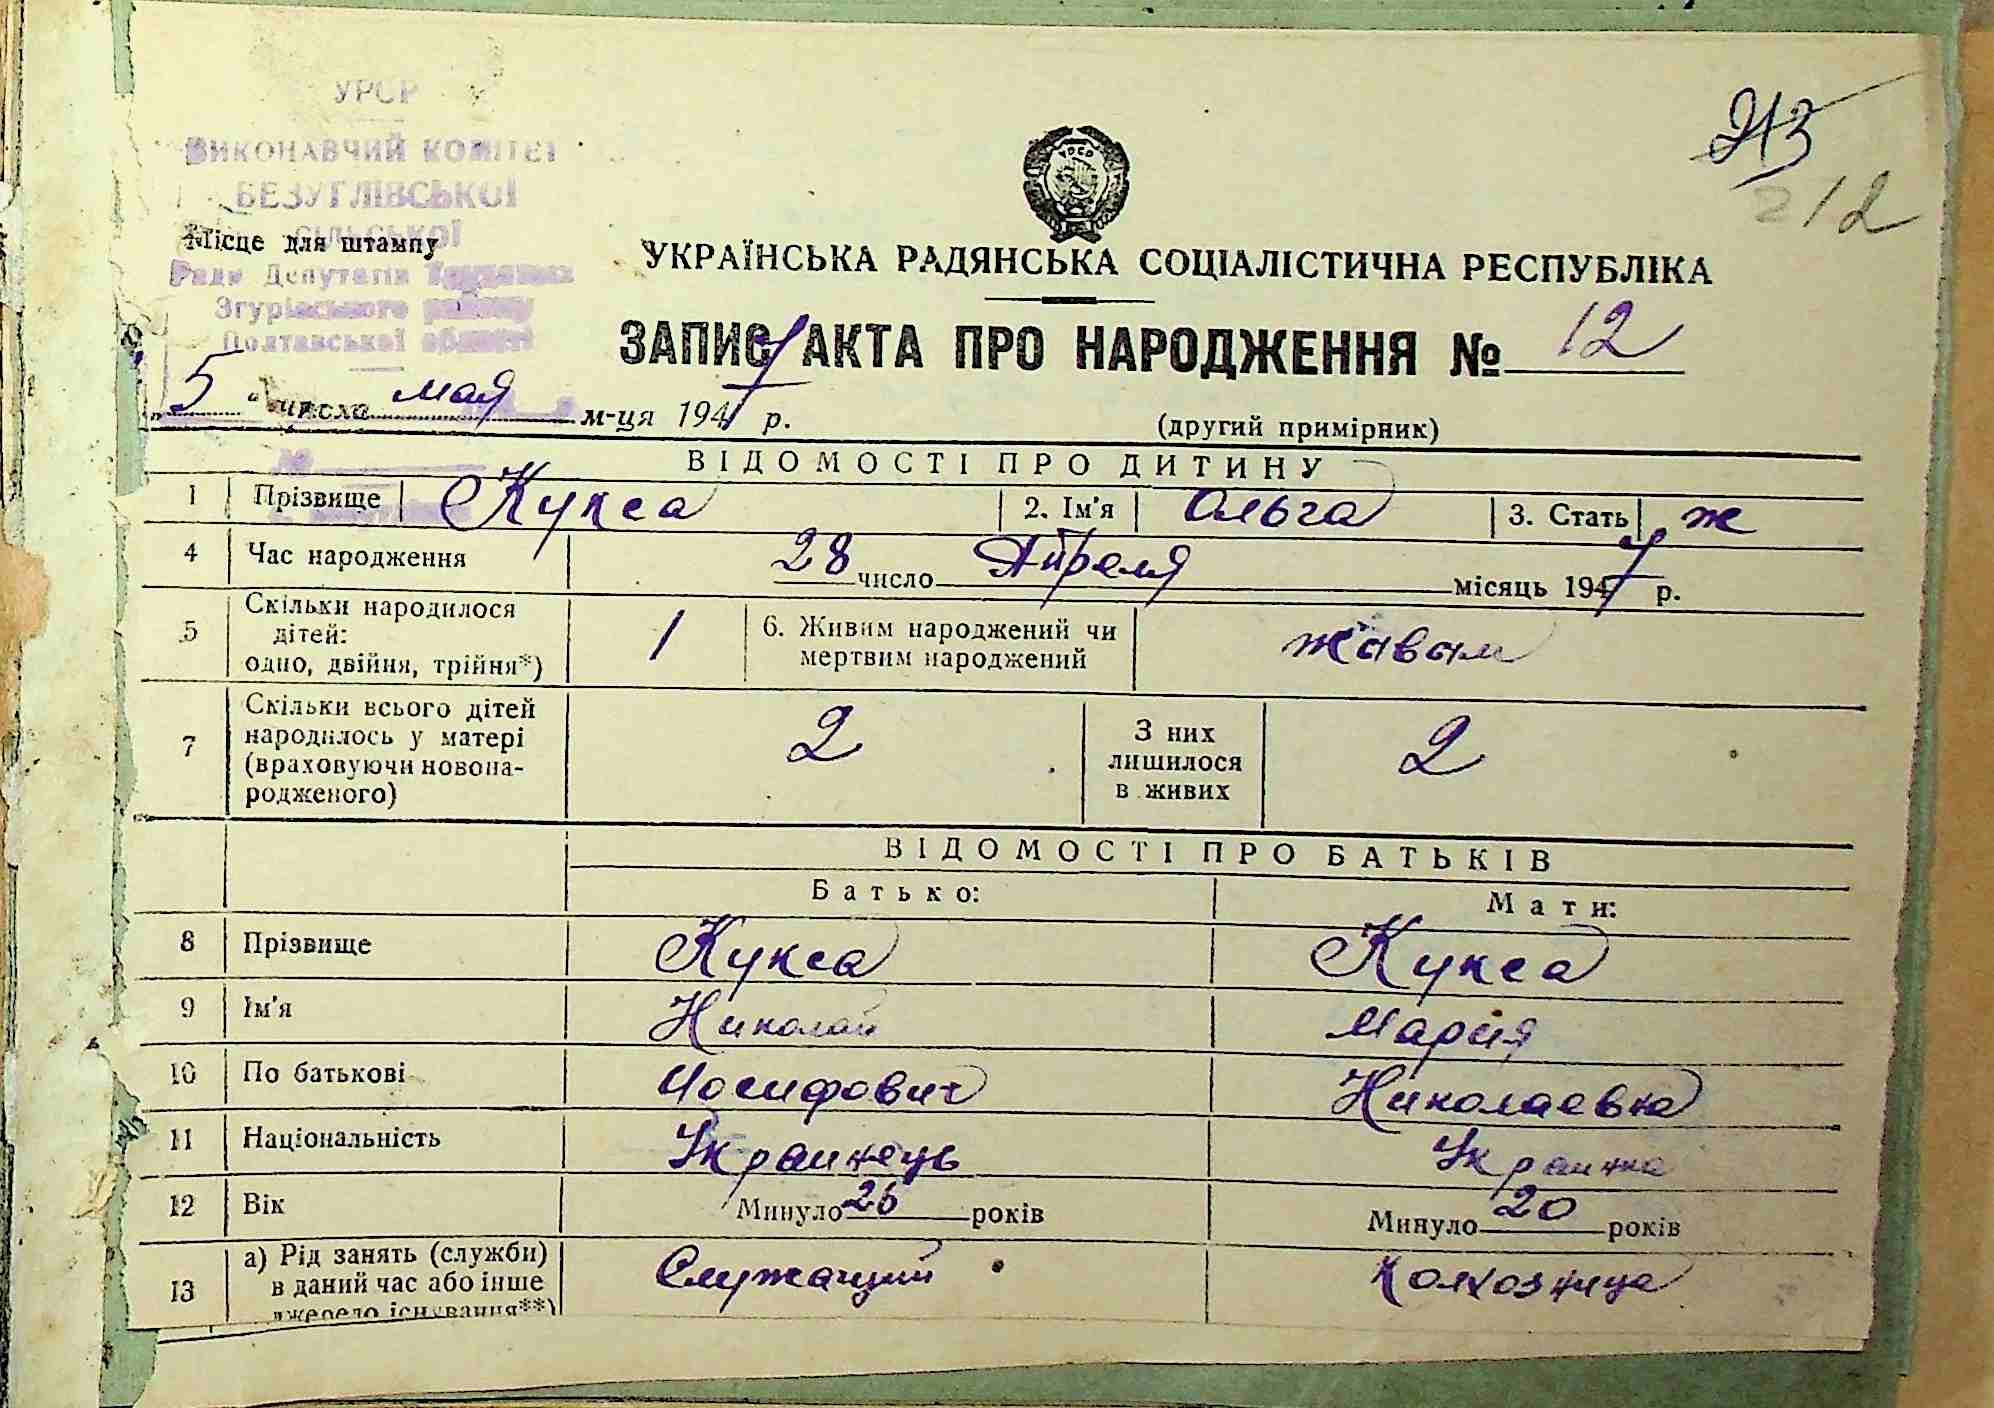 УРСР
ВИКОНАВЧИЙ КОМІТЕТ
БЕЗУГЛІВСЬКОЇ
СІЛЬСЬКОЇ
Місце для штампу
Ради Депутатів Трудящих
Згурівського району
Полтавської області
213
212
УРСР
УКРАЇНСЬКА РАДЯНСЬКА СОЦІАЛІСТИЧНА РЕСПУБЛІКА
ЗАПИС АКТА ПРО НАРОДЖЕННЯ № 12
„5“ числа мая м-ця 1947 р.
(другий примірник)
№
ВІДОМОСТІ ПРО ДИТИНУ
1 Прізвище Кукса 2. Ім'я Ольга 3. Стать ж
4 Час народження 28 число Апреля місяць 1947 р.
5 Скільки народилося дітей: одно, двійня, трійня*) 1 6. Живим народжений чи мертвим народжений живым
7 Скільки всього дітей народилось у матері (враховуючи новонародженого) 2 З них лишилося в живих 2
ВІДОМОСТІ ПРО БАТЬКІВ
Батько: Мати:
8 Прізвище Кукса Кукса
9 Ім'я Николай Мария
10 По батькові Иосифович Николаевна
11 Національність Украинець Украинка
12 Вік Минуло 26 років Минуло 20 років
13 а) Рід занять (служби) в даний час або інше джерело існування**) Служащий Колхозница